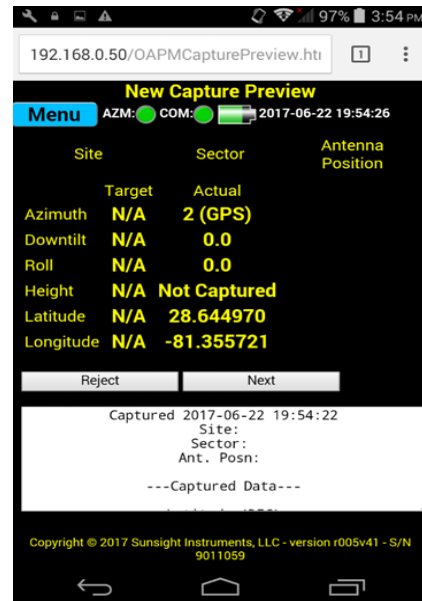 97% 3:54 PM
192.168.0.50/OAPMCapturePreview.htı 1
New Capture Preview
Menu AZM: COM: 2017-06-22 19:54:26
Site Sector Antenna Position
Target Actual
Azimuth N/A 2 (GPS)
Downtilt N/A 0.0
Roll N/A 0.0
Height N/A Not Captured
Latitude N/A 28.644970
Longitude N/A -81.355721
Reject Next
Captured 2017-06-22 19:54:22
Site:
Sector:
Ant. Posn:
---Captured Data---
Copyright © 2017 Sunsight Instruments, LLC - version r005v41 - S/N
9011059